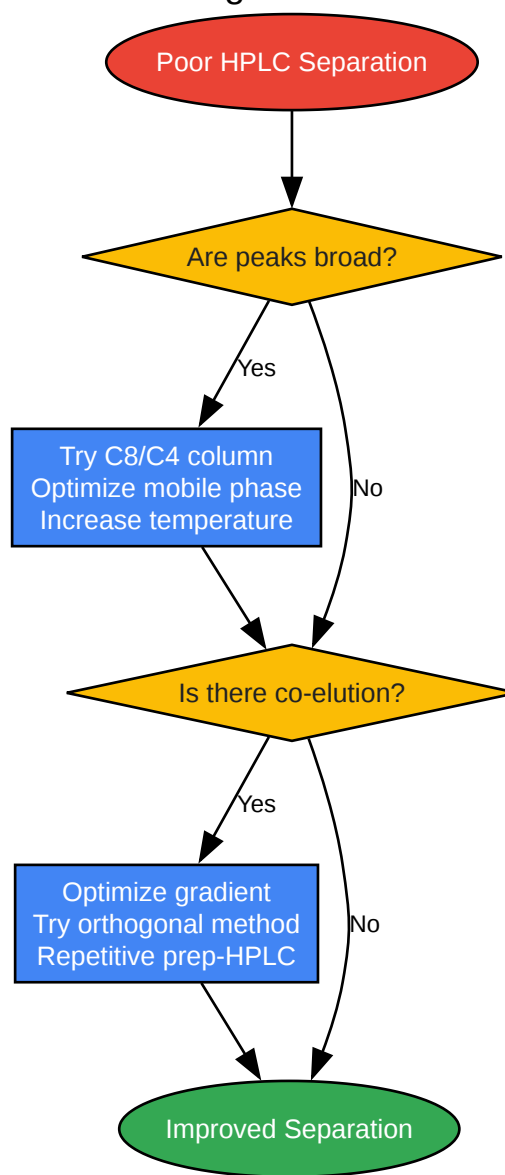 Poor HPLC Separation
Are peaks broad?
Yes
Try C8/C4 column
Optimize mobile phase
Increase temperature
No
Is there co-elution?
Yes
Optimize gradient
Try orthogonal method
Repetitive prep-HPLC
No
Improved Separation